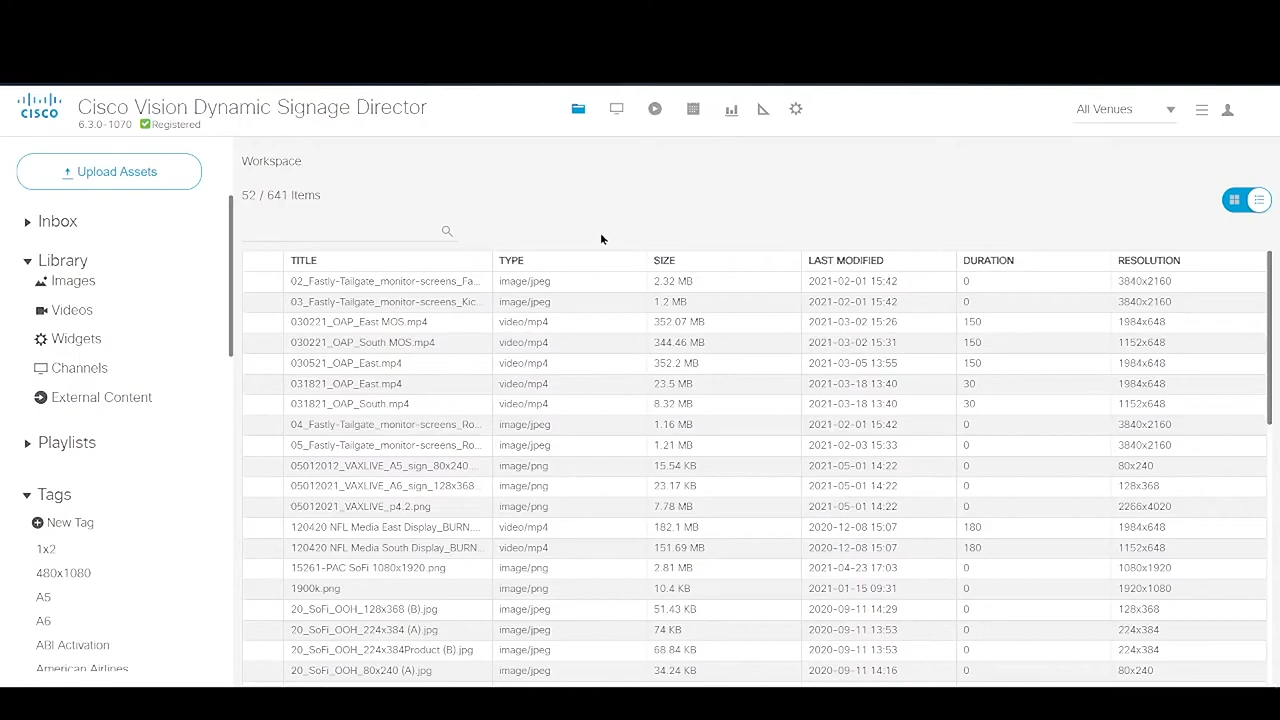 CISCO
Cisco Vision Dynamic Signage Director
6.3.0-1070 Registered
All Venues
Upload Assets
Inbox
Library
Images
Videos
Widgets
Channels
External Content
Playlists
Tags
New Tag
1x2
480x1080
A5
A6
ABI Activation
American Airlines
Workspace
52 / 641 Items
TITLE TYPE SIZE LAST MODIFIED DURATION RESOLUTION
02_Fastly-Tailgate_monitor-screens_Fa... image/jpeg 2.32 MB 2021-02-01 15:42 0 3840x2160
03_Fastly-Tailgate_monitor-screens_Kic... image/jpeg 1.2 MB 2021-02-01 15:42 0 3840x2160
030221_OAP_East MOS.mp4 video/mp4 352.07 MB 2021-03-02 15:26 150 1984x648
030221_OAP_South MOS.mp4 video/mp4 344.46 MB 2021-03-02 15:31 150 1152x648
030521_OAP_East.mp4 video/mp4 352.2 MB 2021-03-05 13:55 150 1984x648
031821_OAP_East.mp4 video/mp4 23.5 MB 2021-03-18 13:40 30 1984x648
031821_OAP_South.mp4 video/mp4 8.32 MB 2021-03-18 13:40 30 1152x648
04_Fastly-Tailgate_monitor-screens_Ro... image/jpeg 1.16 MB 2021-02-01 15:42 0 3840x2160
05_Fastly-Tailgate_monitor-screens_Ro... image/jpeg 1.21 MB 2021-02-03 15:33 0 3840x2160
05012012_VAXLIVE_A5_sign_80x240.... image/png 15.54 KB 2021-05-01 14:22 0 80x240
05012021_VAXLIVE_A6_sign_128x368... image/png 23.17 KB 2021-05-01 14:22 0 128x368
05012021_VAXLIVE_p4.2.png image/png 7.78 MB 2021-05-01 14:22 0 2266x4020
120420 NFL Media East Display_BURN.... video/mp4 182.1 MB 2020-12-08 15:07 180 1984x648
120420 NFL Media South Display_BURN... video/mp4 151.69 MB 2020-12-08 15:07 180 1152x648
15261-PAC SoFi 1080x1920.png image/png 2.81 MB 2021-04-23 17:03 0 1080x1920
1900k.png image/png 10.4 KB 2021-01-15 09:31 0 1920x1080
20_SoFi_OOH_128x368 (B).jpg image/jpeg 51.43 KB 2020-09-11 14:29 0 128x368
20_SoFi_OOH_224x384 (A).jpg image/jpeg 74 KB 2020-09-11 13:53 0 224x384
20_SoFi_OOH_224x384Product (B).jpg image/jpeg 68.84 KB 2020-09-11 13:53 0 224x384
20_SoFi_OOH_80x240 (A).jpg image/jpeg 34.24 KB 2020-09-11 14:16 0 80x240